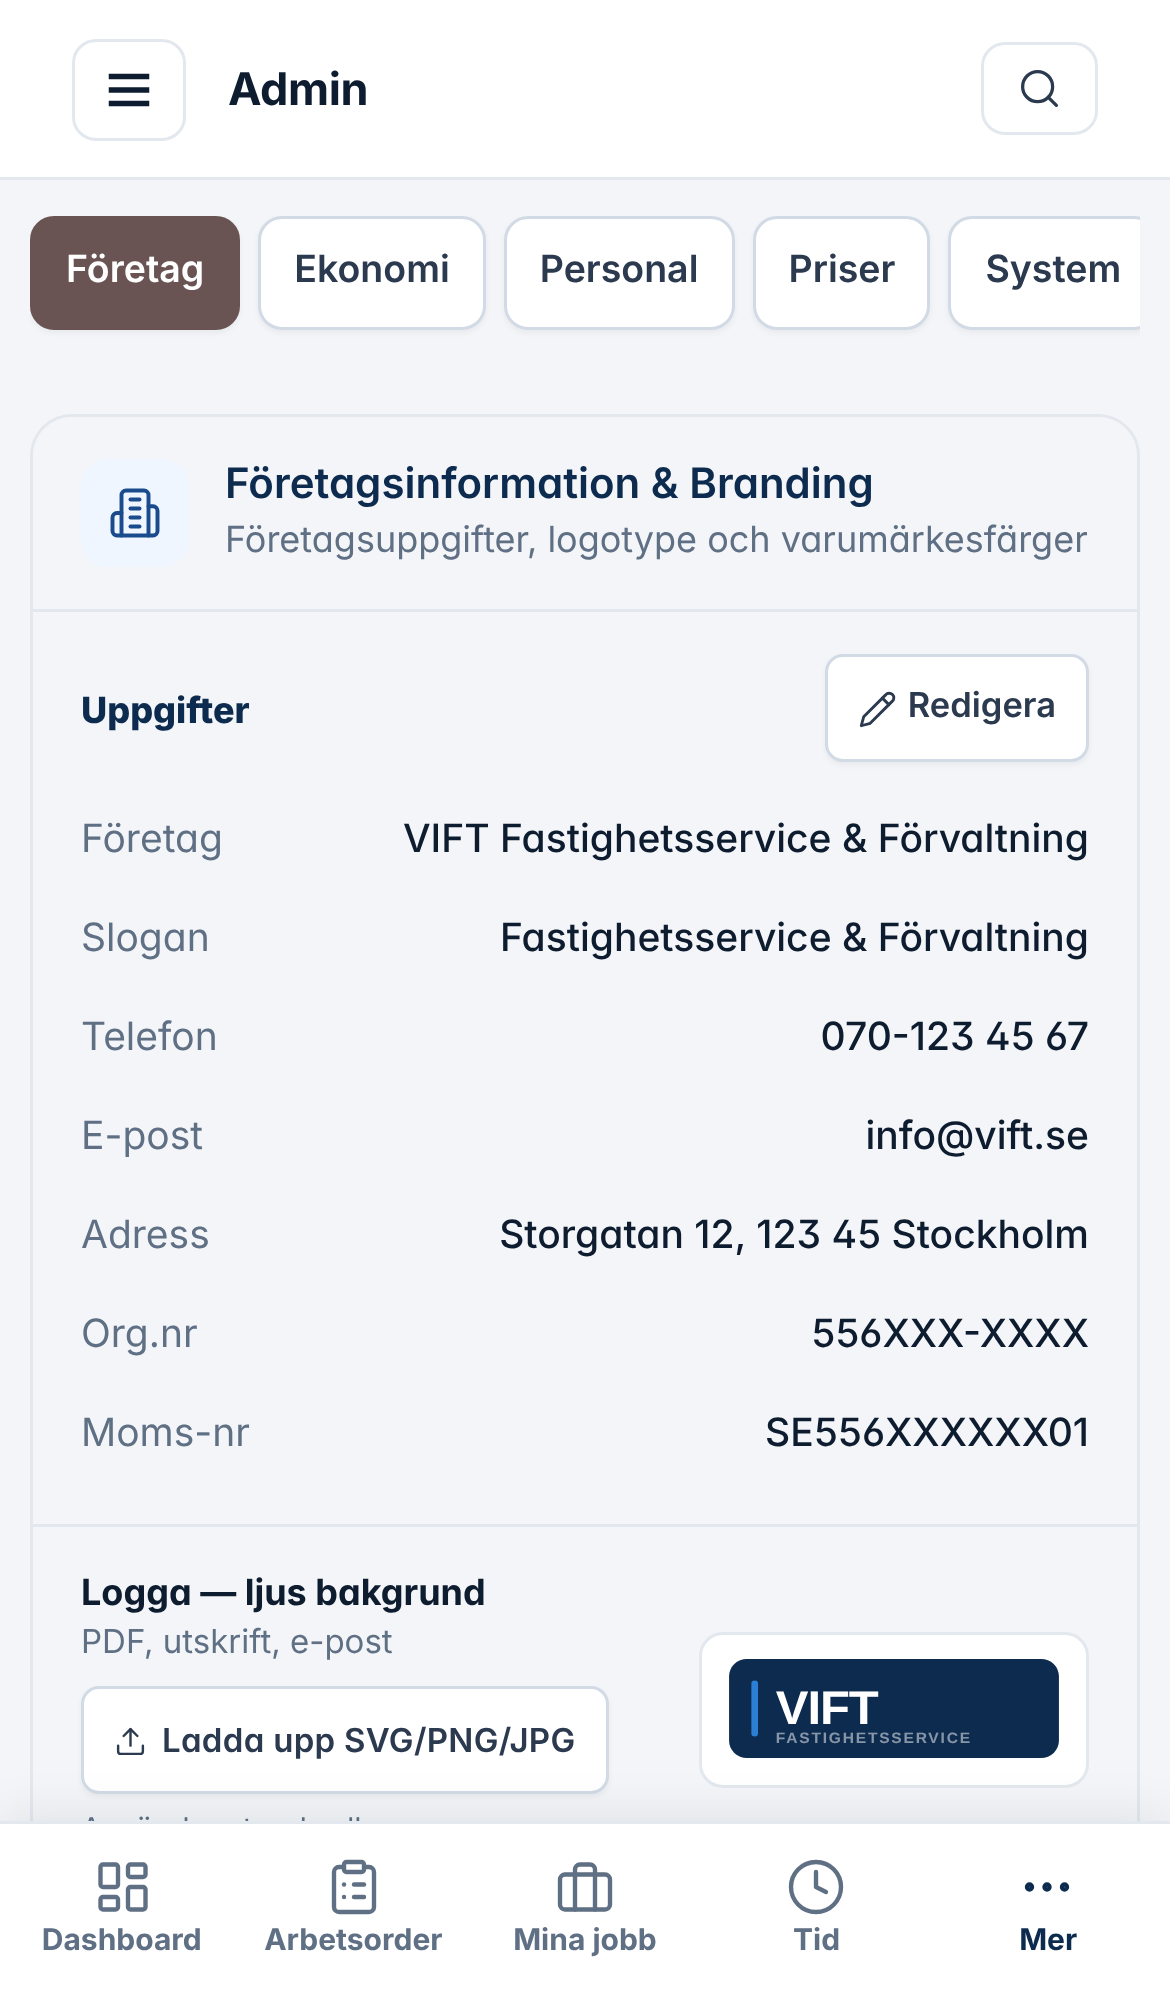 Admin
Företag Ekonomi Personal Priser System
Företagsinformation & Branding
Företagsuppgifter, logotype och varumärkesfärger
Uppgifter Redigera
Företag VIFT Fastighetsservice & Förvaltning
Slogan Fastighetsservice & Förvaltning
Telefon 070-123 45 67
E-post info@vift.se
Adress Storgatan 12, 123 45 Stockholm
Org.nr 556XXX-XXXX
Moms-nr SE556XXXXXX01
Logga — ljus bakgrund
PDF, utskrift, e-post
Ladda upp SVG/PNG/JPG
VIFT
FASTIGHETSSERVICE
Dashboard Arbetsorder Mina jobb Tid Mer